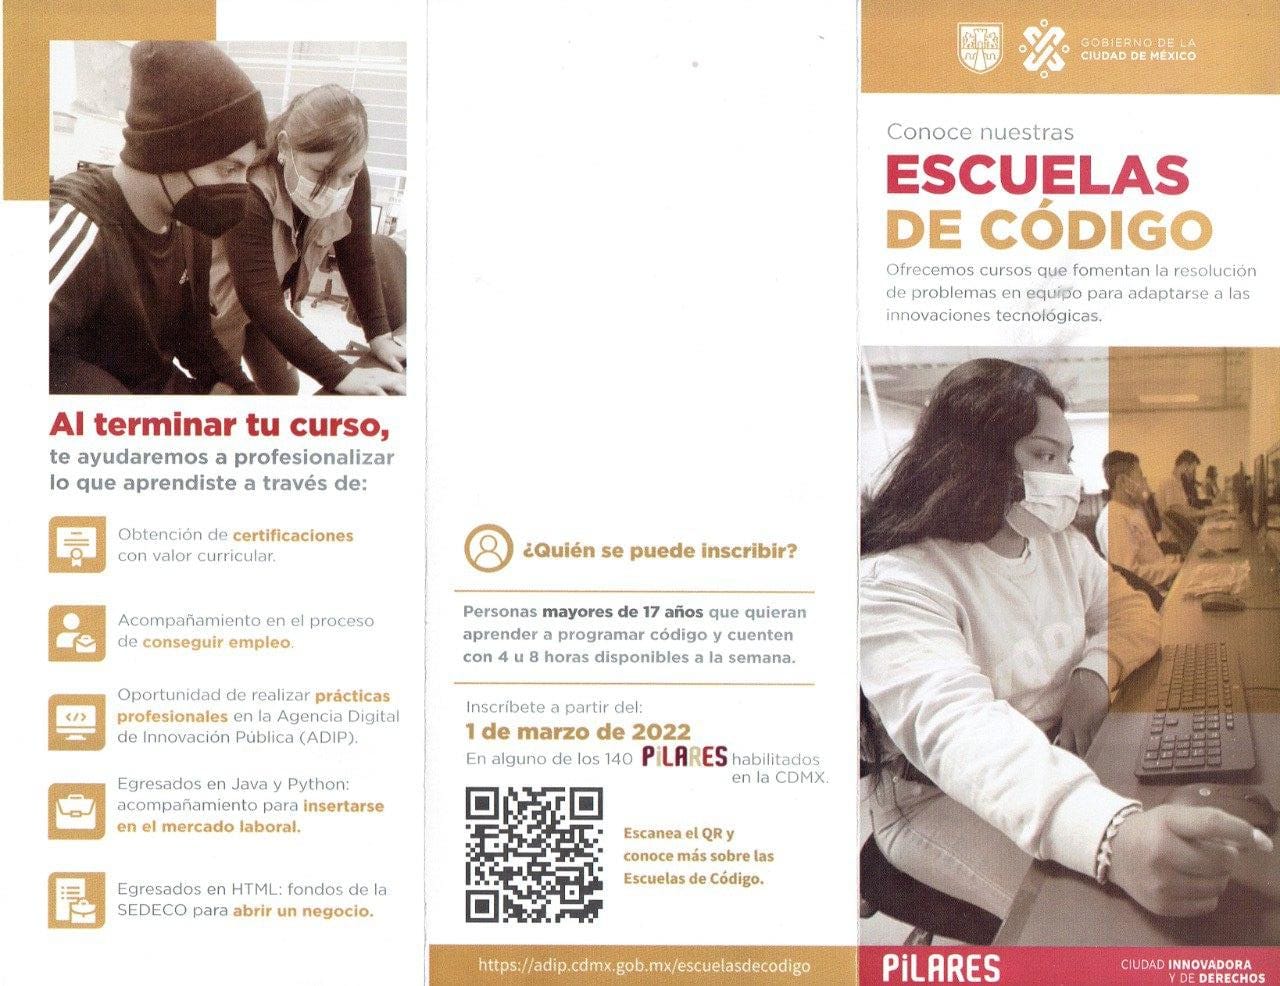 Al terminar tu curso,
te ayudaremos a profesionalizar
lo que aprendiste a través de:
Obtención de certificaciones
con valor curricular.
Acompañamiento en el proceso
de conseguir empleo.
Oportunidad de realizar prácticas
profesionales en la Agencia Digital
de Innovación Pública (ADIP).
Egresados en Java y Python:
acompañamiento para insertarse
en el mercado laboral.
Egresados en HTML: fondos de la
SEDECO para abrir un negocio.
¿Quién se puede inscribir?
Personas mayores de 17 años que quieran
aprender a programar código y cuenten
con 4 u 8 horas disponibles a la semana.
Inscríbete a partir del:
1 de marzo de 2022
En alguno de los 140 PiLARES habilitados
en la CDMX.
Escanea el QR y
conoce más sobre las
Escuelas de Código.
https://adip.cdmx.gob.mx/escuelasdecodigo
GOBIERNO DE LA
CIUDAD DE MÉXICO
Conoce nuestras
ESCUELAS
DE CÓDIGO
Ofrecemos cursos que fomentan la resolución
de problemas en equipo para adaptarse a las
innovaciones tecnológicas.
PiLARES
CIUDAD INNOVADORA
Y DE DERECHOS